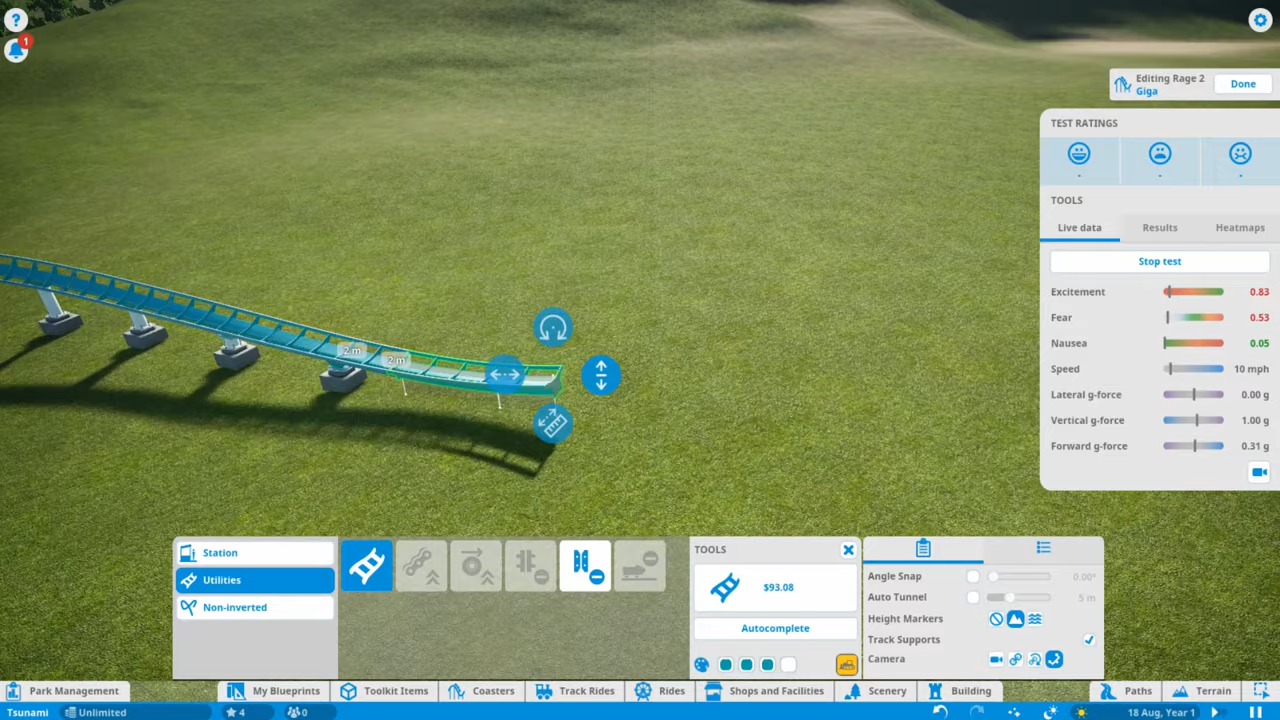 ?
1
Editing Rage 2
Giga
Done
TEST RATINGS
-
-
-
TOOLS
Live data
Results
Heatmaps
Stop test
Excitement
0.83
Fear
0.53
Nausea
0.05
Speed
10 mph
Lateral g-force
0.00 g
Vertical g-force
1.00 g
Forward g-force
0.31 g
2 m
2 m
Station
Utilities
Non-inverted
TOOLS
$93.08
Autocomplete
Angle Snap
0.00°
Auto Tunnel
5 m
Height Markers
Track Supports
Camera
Park Management
My Blueprints
Toolkit Items
Coasters
Track Rides
Rides
Shops and Facilities
Scenery
Building
Paths
Terrain
Tsunami
Unlimited
4
0
18 Aug, Year 1